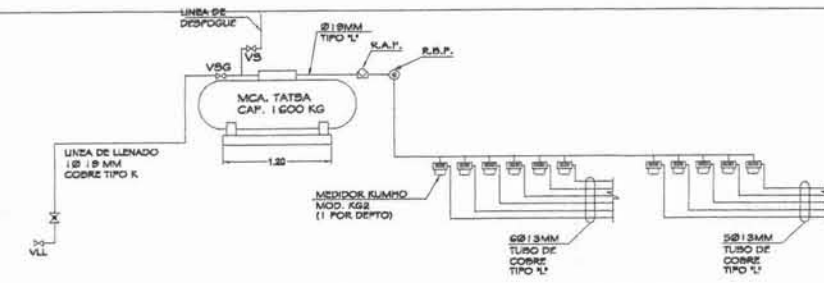 LINEA DE
DESFOGUE
VS
VSG
Ø19MM
TIPO "L"
R.A.P.
R.B.P.
MCA. TATSA
CAP. 1600 KG
1.20
LINEA DE LLENADO
1Ø 19 MM
COBRE TIPO K
VLL
MEDIDOR KUMHO
MOD. KG2
(1 POR DEPTO)
6Ø13MM
TUBO DE
COBRE
TIPO "L"
5Ø13MM
TUBO DE
COBRE
TIPO "L"